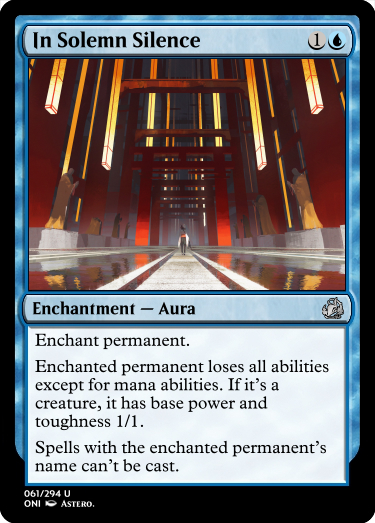 In Solemn Silence 1
Enchantment — Aura
Enchant permanent.
Enchanted permanent loses all abilities
except for mana abilities. If it's a
creature, it has base power and
toughness 1/1.
Spells with the enchanted permanent's
name can't be cast.
061/294 U
ONI ASTERO.